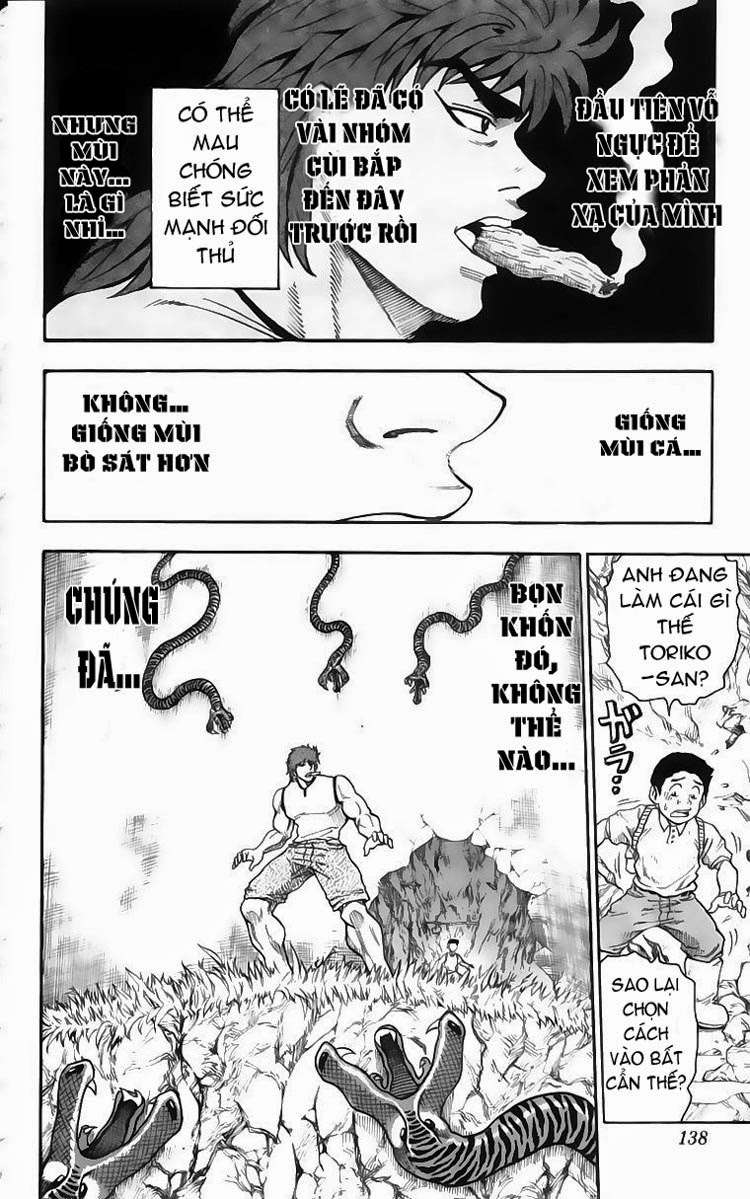 ĐẦU TIÊN VỖ
NGỰC ĐỂ
XEM PHẢN
XẠ CỦA MÌNH
CÓ LẼ ĐÃ CÓ
VÀI NHÓM
CÙI BẮP
ĐẾN ĐÂY
TRƯỚC RỒI
CÓ THỂ
MAU
CHÓNG
BIẾT SỨC
MẠNH ĐỐI
THỦ
NHƯNG
MÙI
NÀY...
LÀ GÌ
NHỈ...
GIỐNG
MÙI CÁ...
KHÔNG...
GIỐNG MÙI
BÒ SÁT HƠN
ANH ĐANG
LÀM CÁI GÌ
THẾ
TORIKO
-SAN?
ガラ…
SAO LẠI
CHỌN
CÁCH
VÀO BẤT
CẨN THẾ?
BỌN
KHỐN
ĐÓ,
KHÔNG
THỂ
NÀO...
CHÚNG
ĐÃ...
138